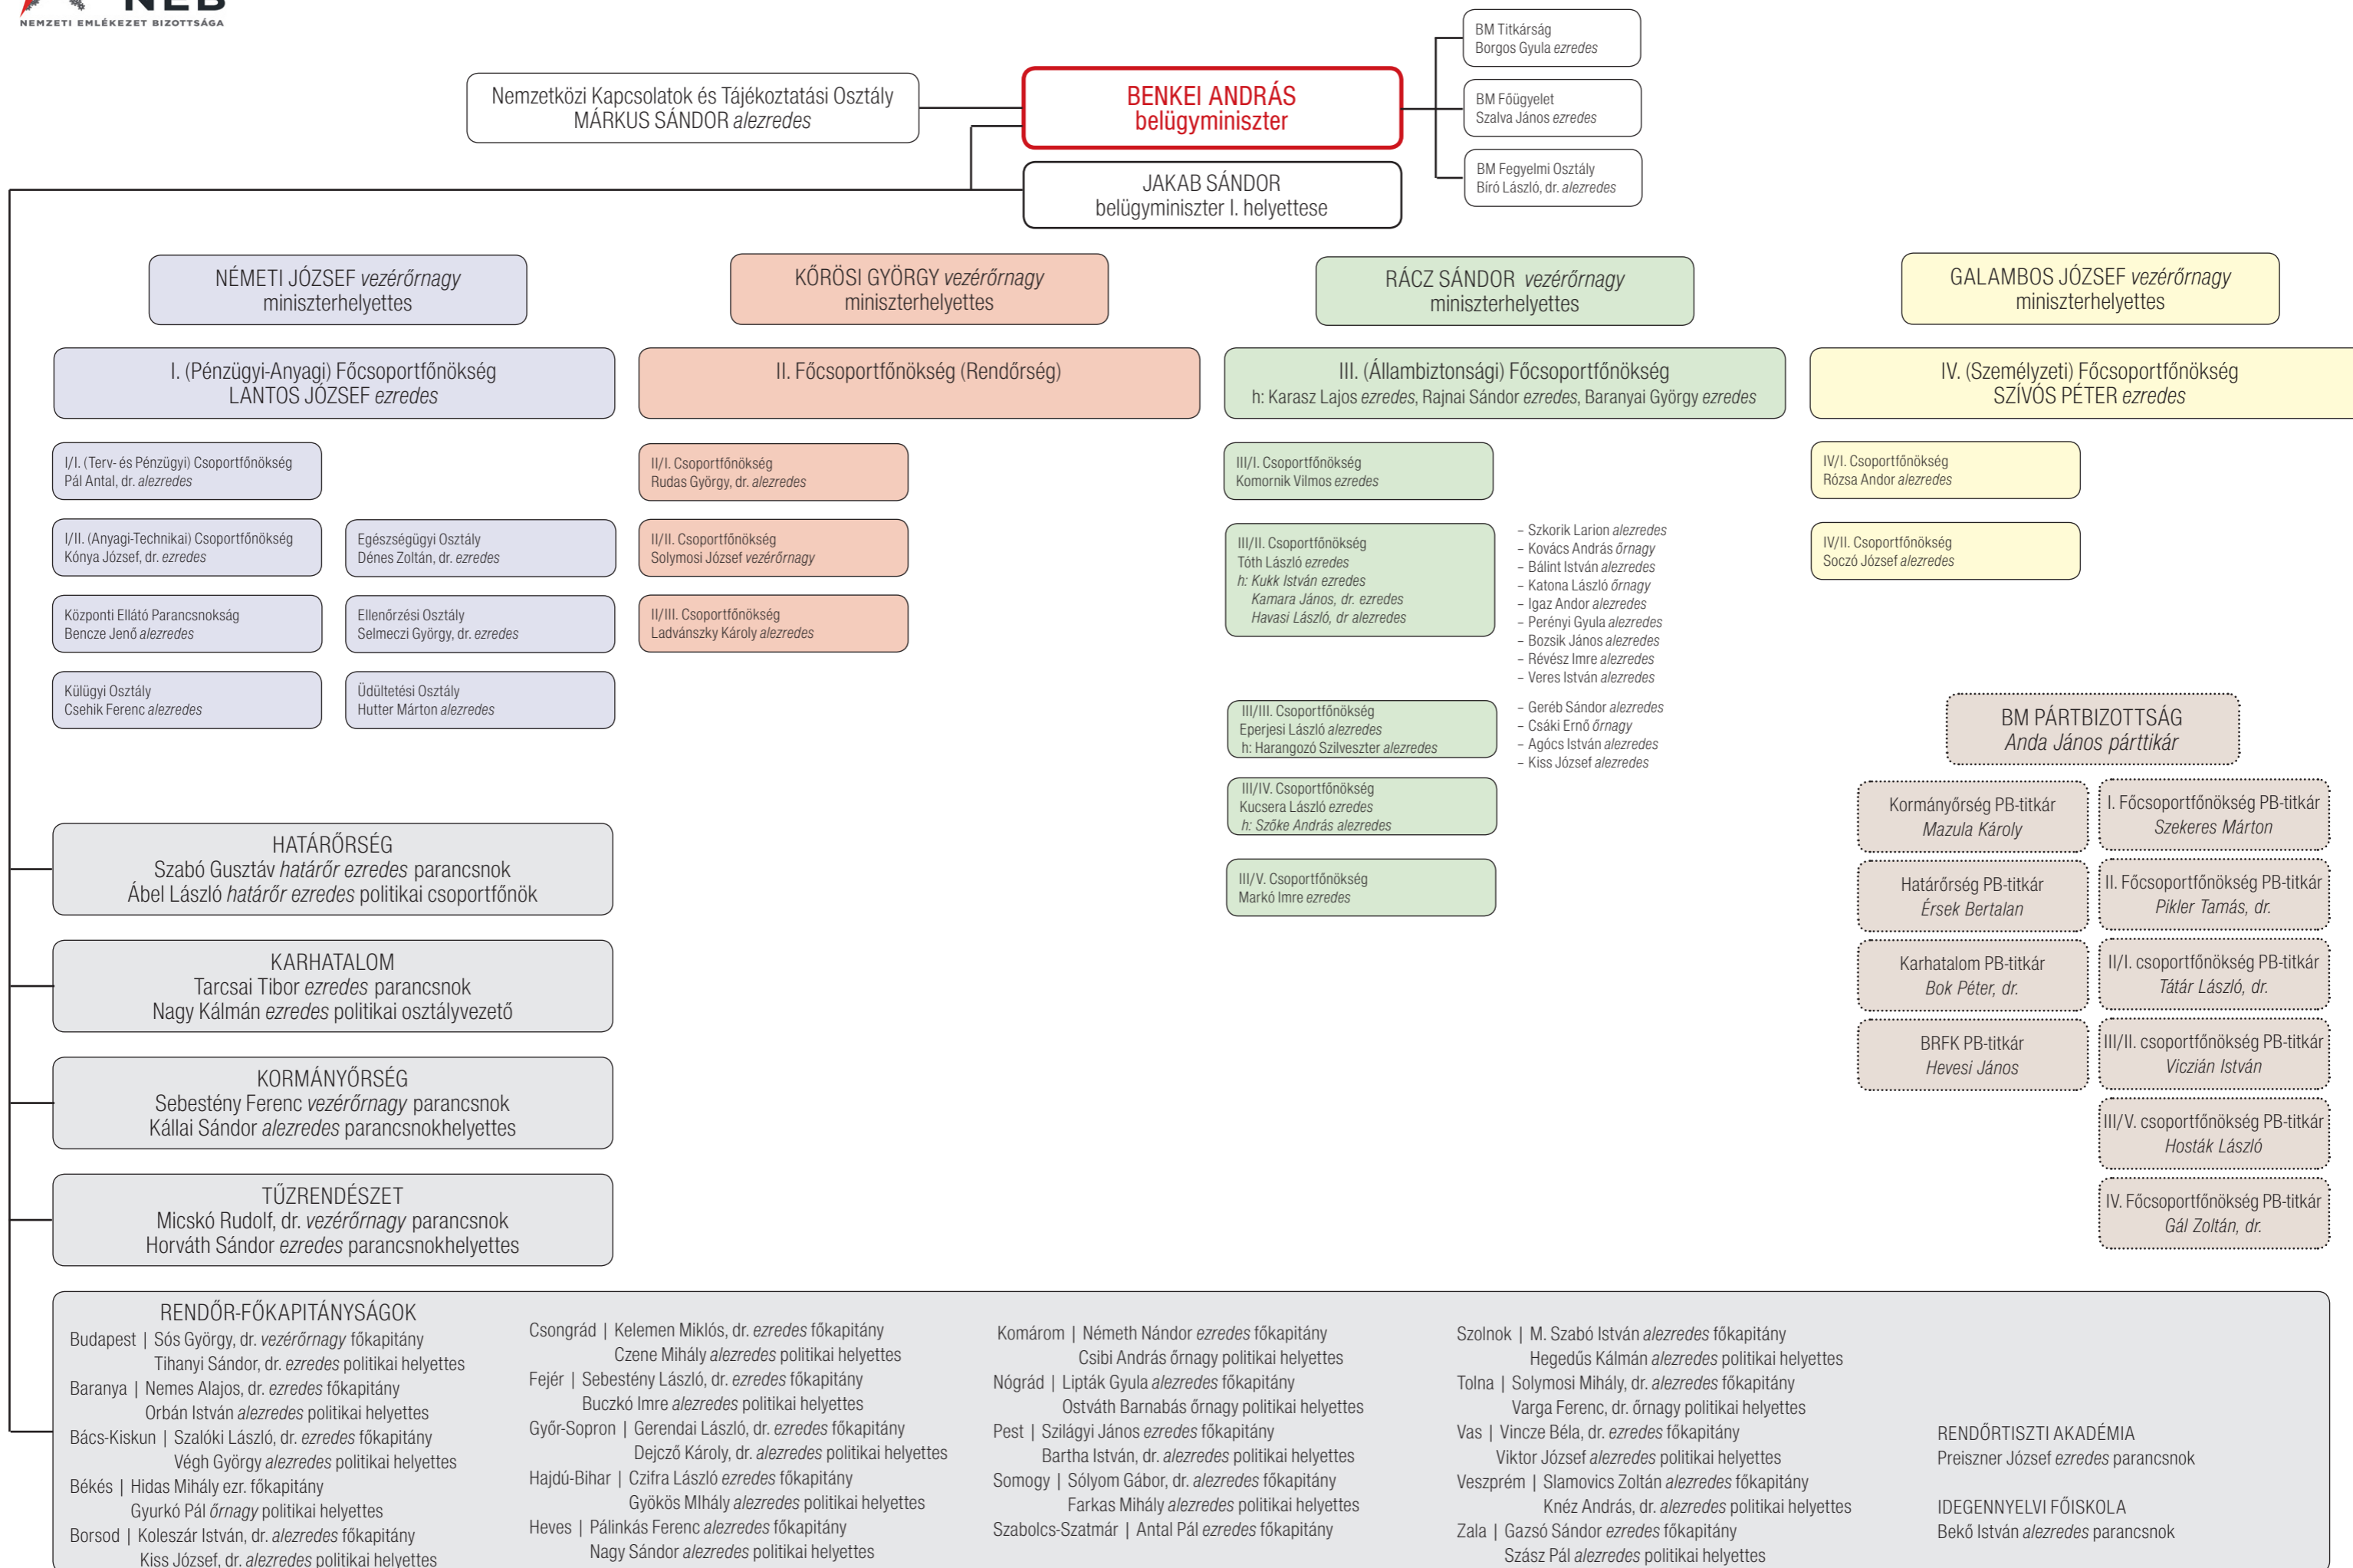 NEB
NEMZETI EMLÉKEZET BIZOTTSÁGA
BM Titkárság
Borgos Gyula ezredes
Nemzetközi Kapcsolatok és Tájékoztatási Osztály
MÁRKUS SÁNDOR alezredes
BENKEI ANDRÁS
belügyminiszter
BM Főügyelet
Szalva János ezredes
BM Fegyelmi Osztály
Bíró László, dr. alezredes
JAKAB SÁNDOR
belügyminiszter I. helyettese
NÉMETI JÓZSEF vezérőrnagy
miniszterhelyettes
KŐRÖSI GYÖRGY vezérőrnagy
miniszterhelyettes
RÁCZ SÁNDOR vezérőrnagy
miniszterhelyettes
GALAMBOS JÓZSEF vezérőrnagy
miniszterhelyettes
I. (Pénzügyi-Anyagi) Főcsoportfőnökség
LANTOS JÓZSEF ezredes
II. Főcsoportfőnökség (Rendőrség)
III. (Állambiztonsági) Főcsoportfőnökség
h: Karasz Lajos ezredes, Rajnai Sándor ezredes, Baranyai György ezredes
IV. (Személyzeti) Főcsoportfőnökség
SZÍVÓS PÉTER ezredes
I/I. (Terv- és Pénzügyi) Csoportfőnökség
Pál Antal, dr. alezredes
I/II. (Anyagi-Technikai) Csoportfőnökség
Kónya József, dr. ezredes
Egészségügyi Osztály
Dénes Zoltán, dr. ezredes
Központi Ellátó Parancsnokság
Bencze Jenő alezredes
Ellenőrzési Osztály
Selmeczi György, dr. ezredes
Külügyi Osztály
Csehik Ferenc alezredes
Üdültetési Osztály
Hutter Márton alezredes
II/I. Csoportfőnökség
Rudas György, dr. alezredes
II/II. Csoportfőnökség
Solymosi József vezérőrnagy
II/III. Csoportfőnökség
Ladvánszky Károly alezredes
III/I. Csoportfőnökség
Komornik Vilmos ezredes
III/II. Csoportfőnökség
Tóth László ezredes
h: Kukk István ezredes
Kamara János, dr. ezredes
Havasi László, dr alezredes
– Szkorik Larion alezredes
– Kovács András őrnagy
– Bálint István alezredes
– Katona László őrnagy
– Igaz Andor alezredes
– Perényi Gyula alezredes
– Bozsik János alezredes
– Révész Imre alezredes
– Veres István alezredes
III/III. Csoportfőnökség
Eperjesi László alezredes
h: Harangozó Szilveszter alezredes
– Geréb Sándor alezredes
– Csáki Ernő őrnagy
– Agócs István alezredes
– Kiss József alezredes
III/IV. Csoportfőnökség
Kucsera László ezredes
h: Szőke András alezredes
III/V. Csoportfőnökség
Markó Imre ezredes
IV/I. Csoportfőnökség
Rózsa Andor alezredes
IV/II. Csoportfőnökség
Soczó József alezredes
BM PÁRTBIZOTTSÁG
Anda János párttikár
Kormányőrség PB-titkár
Mazula Károly
I. Főcsoportfőnökség PB-titkár
Szekeres Márton
Határőrség PB-titkár
Érsek Bertalan
II. Főcsoportfőnökség PB-titkár
Pikler Tamás, dr.
Karhatalom PB-titkár
Bok Péter, dr.
II/I. csoportfőnökség PB-titkár
Tátár László, dr.
BRFK PB-titkár
Hevesi János
III/II. csoportfőnökség PB-titkár
Viczián István
III/V. csoportfőnökség PB-titkár
Hosták László
IV. Főcsoportfőnökség PB-titkár
Gál Zoltán, dr.
HATÁRŐRSÉG
Szabó Gusztáv határőr ezredes parancsnok
Ábel László határőr ezredes politikai csoportfőnök
KARHATALOM
Tarcsai Tibor ezredes parancsnok
Nagy Kálmán ezredes politikai osztályvezető
KORMÁNYŐRSÉG
Sebestény Ferenc vezérőrnagy parancsnok
Kállai Sándor alezredes parancsnokhelyettes
TŰZRENDÉSZET
Micskó Rudolf, dr. vezérőrnagy parancsnok
Horváth Sándor ezredes parancsnokhelyettes
RENDŐR-FŐKAPITÁNYSÁGOK
Budapest | Sós György, dr. vezérőrnagy főkapitány
Tihanyi Sándor, dr. ezredes politikai helyettes
Baranya | Nemes Alajos, dr. ezredes főkapitány
Orbán István alezredes politikai helyettes
Bács-Kiskun | Szalóki László, dr. ezredes főkapitány
Végh György alezredes politikai helyettes
Békés | Hidas Mihály ezr. főkapitány
Gyurkó Pál őrnagy politikai helyettes
Borsod | Koleszár István, dr. alezredes főkapitány
Kiss József, dr. alezredes politikai helyettes
Csongrád | Kelemen Miklós, dr. ezredes főkapitány
Czene Mihály alezredes politikai helyettes
Fejér | Sebestény László, dr. ezredes főkapitány
Buczkó Imre alezredes politikai helyettes
Győr-Sopron | Gerendai László, dr. ezredes főkapitány
Dejcző Károly, dr. alezredes politikai helyettes
Hajdú-Bihar | Czifra László ezredes főkapitány
Gyökös MIhály alezredes politikai helyettes
Heves | Pálinkás Ferenc alezredes főkapitány
Nagy Sándor alezredes politikai helyettes
Komárom | Németh Nándor ezredes főkapitány
Csibi András őrnagy politikai helyettes
Nógrád | Lipták Gyula alezredes főkapitány
Ostváth Barnabás őrnagy politikai helyettes
Pest | Szilágyi János ezredes főkapitány
Bartha István, dr. alezredes politikai helyettes
Somogy | Sólyom Gábor, dr. alezredes főkapitány
Farkas Mihály alezredes politikai helyettes
Szabolcs-Szatmár | Antal Pál ezredes főkapitány
Szolnok | M. Szabó István alezredes főkapitány
Hegedűs Kálmán alezredes politikai helyettes
Tolna | Solymosi Mihály, dr. alezredes főkapitány
Varga Ferenc, dr. őrnagy politikai helyettes
Vas | Vincze Béla, dr. ezredes főkapitány
Viktor József alezredes politikai helyettes
Veszprém | Slamovics Zoltán alezredes főkapitány
Knéz András, dr. alezredes politikai helyettes
Zala | Gazsó Sándor ezredes főkapitány
Szász Pál alezredes politikai helyettes
RENDŐRTISZTI AKADÉMIA
Preiszner József ezredes parancsnok
IDEGENNYELVI FŐISKOLA
Bekő István alezredes parancsnok